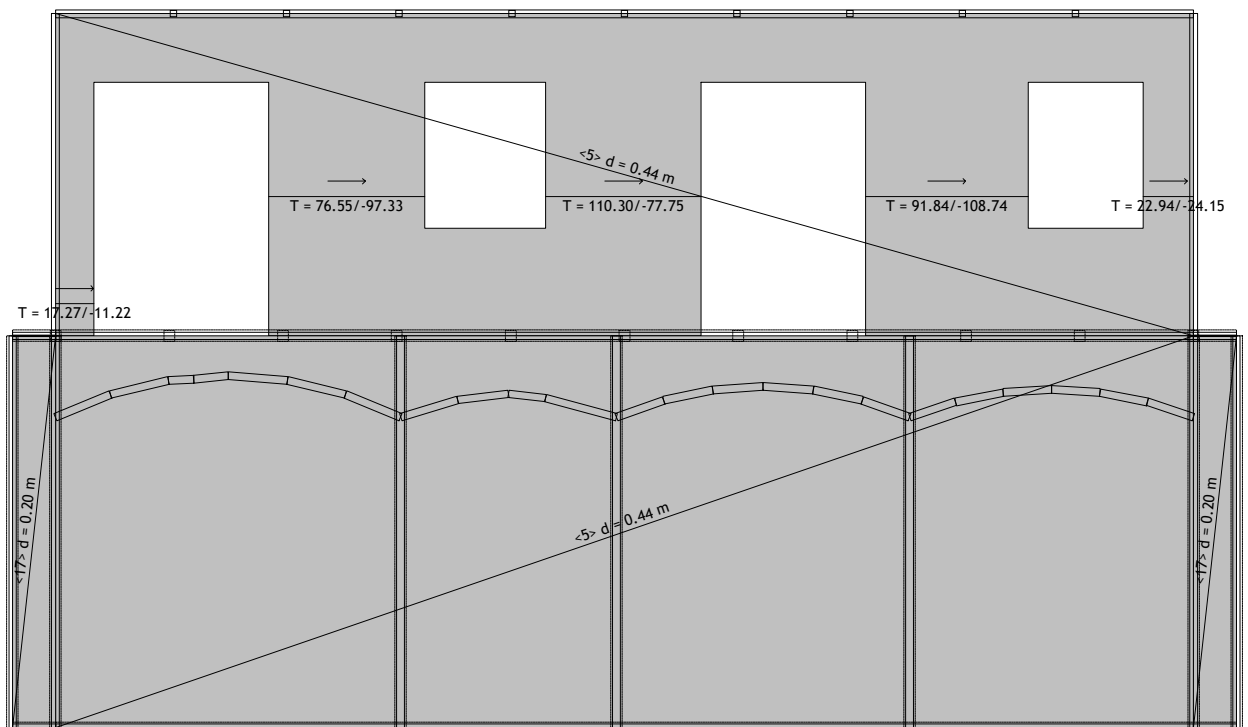 <5> d = 0.44 m
T = 76.55/-97.33
T = 110.30/-77.75
T = 91.84/-108.74
T = 22.94/-24.15
T = 17.27/-11.22
<17> d = 0.20 m
<5> d = 0.44 m
<17> d = 0.20 m